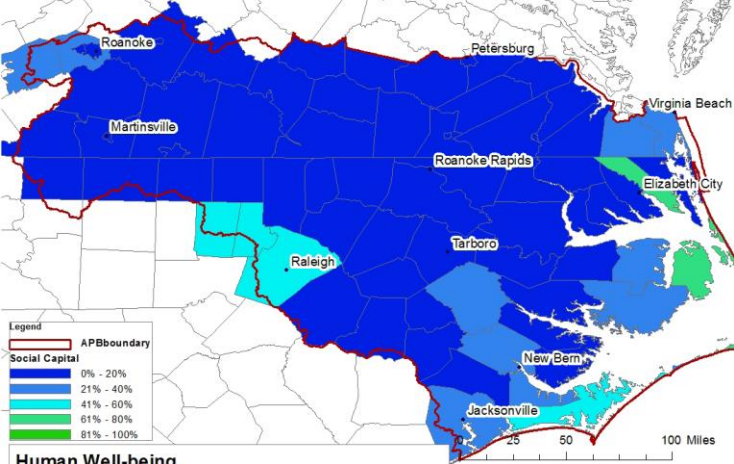 Roanoke
Petersburg
Virginia Beach
Martinsville
Roanoke Rapids
Elizabeth City
Tarboro
Raleigh
New Bern
Jacksonville
Legend
APBboundary
Social Capital
0% - 20%
21% - 40%
41% - 60%
61% - 80%
81% - 100%
0 25 50 100 Miles
Human Well-being